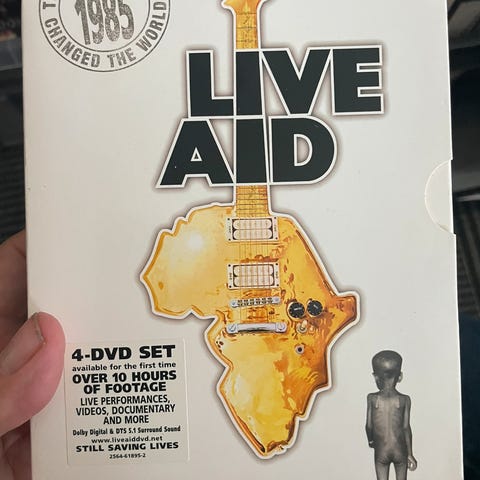 T
1985
CHANGED THE WORLD
LIVE
AID
4-DVD SET
available for the first time
OVER 10 HOURS
OF FOOTAGE
LIVE PERFORMANCES,
VIDEOS, DOCUMENTARY
AND MORE
Dolby Digital & DTS 5.1 Surround Sound
www.liveaiddvd.net
STILL SAVING LIVES
2564-61895-2